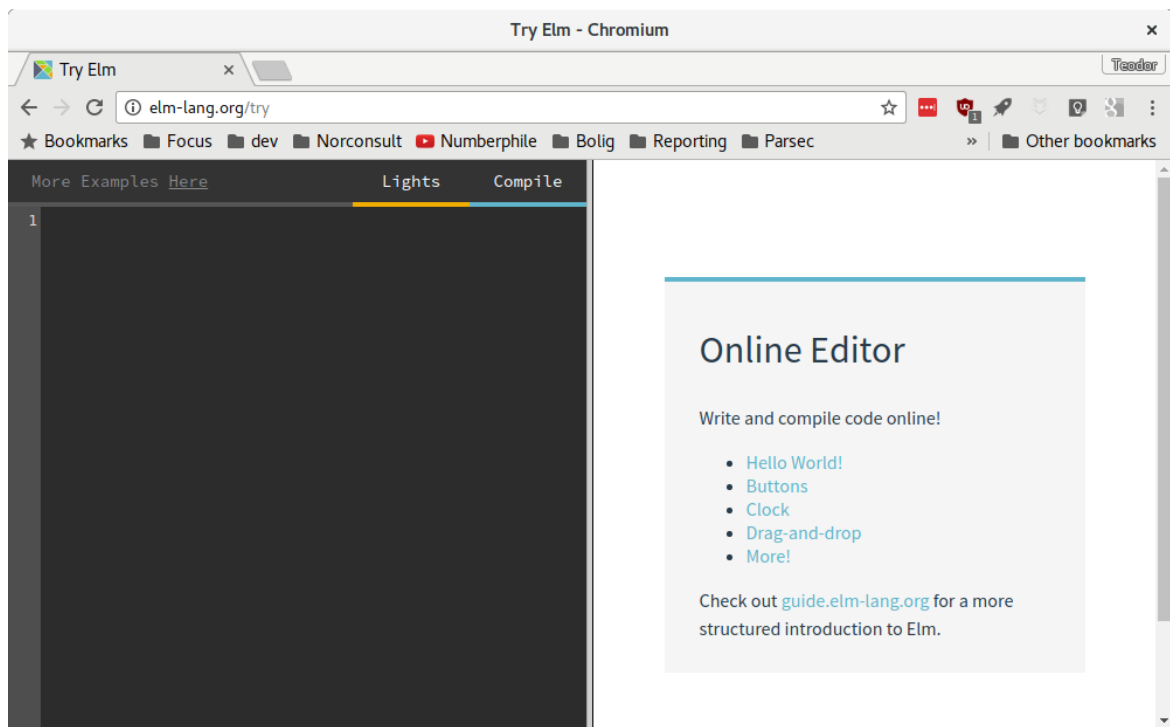 Try Elm - Chromium
Try Elm
Teodor
elm-lang.org/try
1
Bookmarks Focus dev Norconsult Numberphile Bolig Reporting Parsec » Other bookmarks
More Examples Here Lights Compile
1
Online Editor
Write and compile code online!
• Hello World!
• Buttons
• Clock
• Drag-and-drop
• More!
Check out guide.elm-lang.org for a more
structured introduction to Elm.